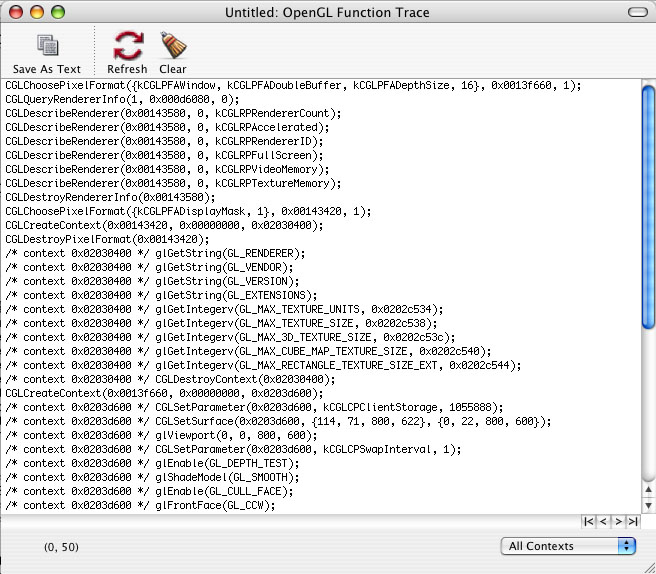 Untitled: OpenGL Function Trace
Save As Text Refresh Clear
CGLChoosePixelFormat({kCGLPFAWindow, kCGLPFADoubleBuffer, kCGLPFADepthSize, 16}, 0x0013f660, 1);
CGLQueryRendererInfo(1, 0x000d6080, 0);
CGLDescribeRenderer(0x00143580, 0, kCGLRPRendererCount);
CGLDescribeRenderer(0x00143580, 0, kCGLRPAccelerated);
CGLDescribeRenderer(0x00143580, 0, kCGLRPRendererID);
CGLDescribeRenderer(0x00143580, 0, kCGLRPFullScreen);
CGLDescribeRenderer(0x00143580, 0, kCGLRPVideoMemory);
CGLDescribeRenderer(0x00143580, 0, kCGLRPTextureMemory);
CGLDestroyRendererInfo(0x00143580);
CGLChoosePixelFormat({kCGLPFADisplayMask, 1}, 0x00143420, 1);
CGLCreateContext(0x00143420, 0x00000000, 0x02030400);
CGLDestroyPixelFormat(0x00143420);
/* context 0x02030400 */ glGetString(GL_RENDERER);
/* context 0x02030400 */ glGetString(GL_VENDOR);
/* context 0x02030400 */ glGetString(GL_VERSION);
/* context 0x02030400 */ glGetString(GL_EXTENSIONS);
/* context 0x02030400 */ glGetIntegerv(GL_MAX_TEXTURE_UNITS, 0x0202c534);
/* context 0x02030400 */ glGetIntegerv(GL_MAX_TEXTURE_SIZE, 0x0202c538);
/* context 0x02030400 */ glGetIntegerv(GL_MAX_3D_TEXTURE_SIZE, 0x0202c53c);
/* context 0x02030400 */ glGetIntegerv(GL_MAX_CUBE_MAP_TEXTURE_SIZE, 0x0202c540);
/* context 0x02030400 */ glGetIntegerv(GL_MAX_RECTANGLE_TEXTURE_SIZE_EXT, 0x0202c544);
/* context 0x02030400 */ CGLDestroyContext(0x02030400);
CGLCreateContext(0x0013f660, 0x00000000, 0x0203d600);
/* context 0x0203d600 */ CGLSetParameter(0x0203d600, kCGLCPClientStorage, 1055888);
/* context 0x0203d600 */ CGLSetSurface(0x0203d600, {114, 71, 800, 622}, {0, 22, 800, 600});
/* context 0x0203d600 */ glViewport(0, 0, 800, 600);
/* context 0x0203d600 */ CGLSetParameter(0x0203d600, kCGLCPSwapInterval, 1);
/* context 0x0203d600 */ glEnable(GL_DEPTH_TEST);
/* context 0x0203d600 */ glShadeModel(GL_SMOOTH);
/* context 0x0203d600 */ glEnable(GL_CULL_FACE);
/* context 0x0203d600 */ glFrontFace(GL_CCW);
(0, 50) All Contexts